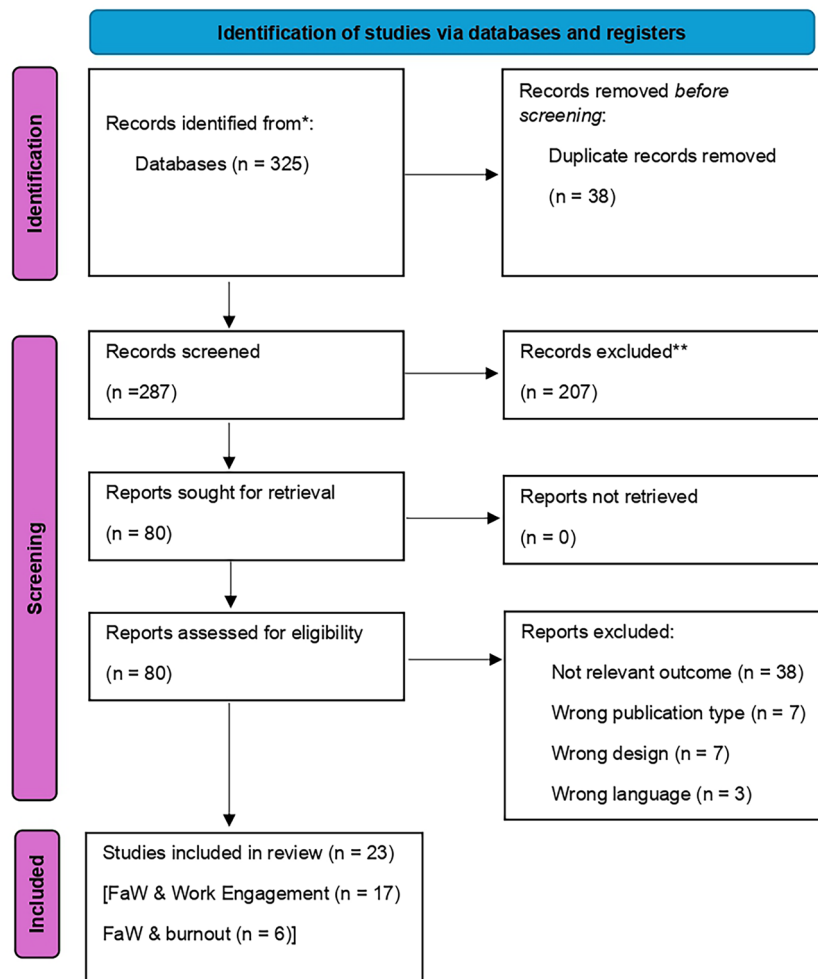 Identification of studies via databases and registers
Identification
Records identified from*:
Databases (n = 325)
Records removed before
screening:
Duplicate records removed
(n = 38)
Screening
Records screened
(n =287)
Records excluded**
(n = 207)
Reports sought for retrieval
(n = 80)
Reports not retrieved
(n = 0)
Reports assessed for eligibility
(n = 80)
Reports excluded:
Not relevant outcome (n = 38)
Wrong publication type (n = 7)
Wrong design (n = 7)
Wrong language (n = 3)
Included
Studies included in review (n = 23)
[FaW & Work Engagement (n = 17)
FaW & burnout (n = 6)]